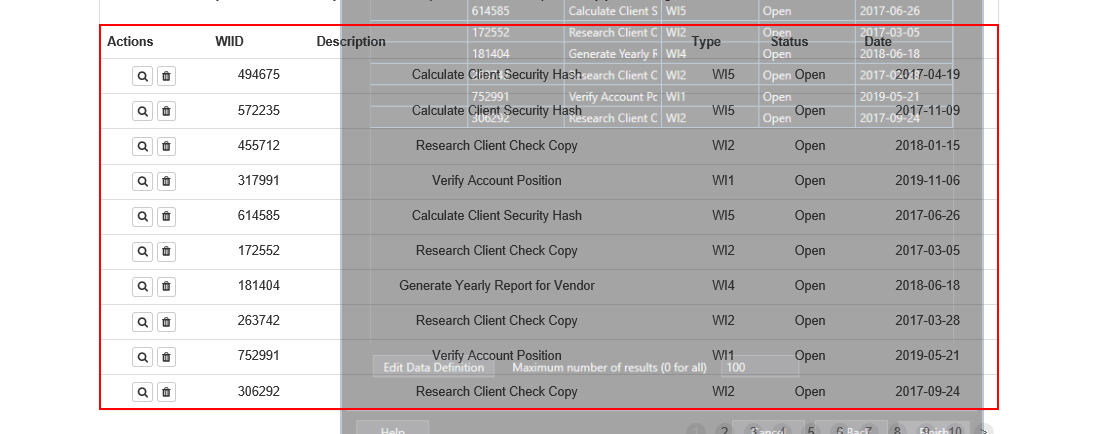 614585 Calculate Client S WI5 Open 2017-06-26
172552 Research Client C WI2 Open 2017-03-05
Actions WIID Description Type Status Date
181404 Generate Yearly R WI4 Open 2018-06-18
494675 Calculate Client Security Hash WI5 Open 2017-04-19
Research Client C WI2 Open
752991 Verify Account Po WI1 Open 2019-05-21
572235 Calculate Client Security Hash WI5 Open 2017-11-09
306292 Research Client C WI2 Open 2017-09-24
455712 Research Client Check Copy WI2 Open 2018-01-15
317991 Verify Account Position WI1 Open 2019-11-06
614585 Calculate Client Security Hash WI5 Open 2017-06-26
172552 Research Client Check Copy WI2 Open 2017-03-05
181404 Generate Yearly Report for Vendor WI4 Open 2018-06-18
263742 Research Client Check Copy WI2 Open 2017-03-28
752991 Verify Account Position WI1 Open 2019-05-21
Edit Data Definition Maximum number of results (0 for all) 100
306292 Research Client Check Copy WI2 Open 2017-09-24
Help Cancel < Back Finish
1 2 3 4 5 6 7 8 9 10 >